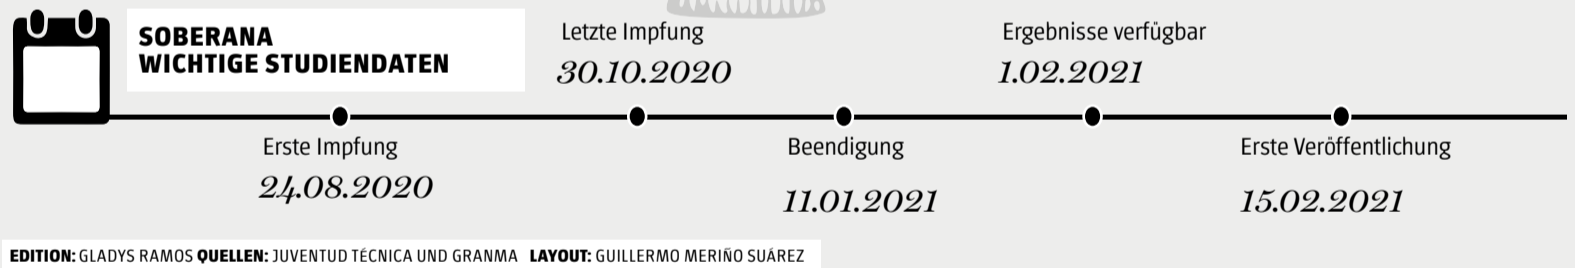 SOBERANA
WICHTIGE STUDIENDATEN
Erste Impfung
24.08.2020
Letzte Impfung
30.10.2020
Beendigung
11.01.2021
Ergebnisse verfügbar
1.02.2021
Erste Veröffentlichung
15.02.2021
EDITION: GLADYS RAMOS QUELLEN: JUVENTUD TÉCNICA UND GRANMA LAYOUT: GUILLERMO MERIÑO SUÁREZ